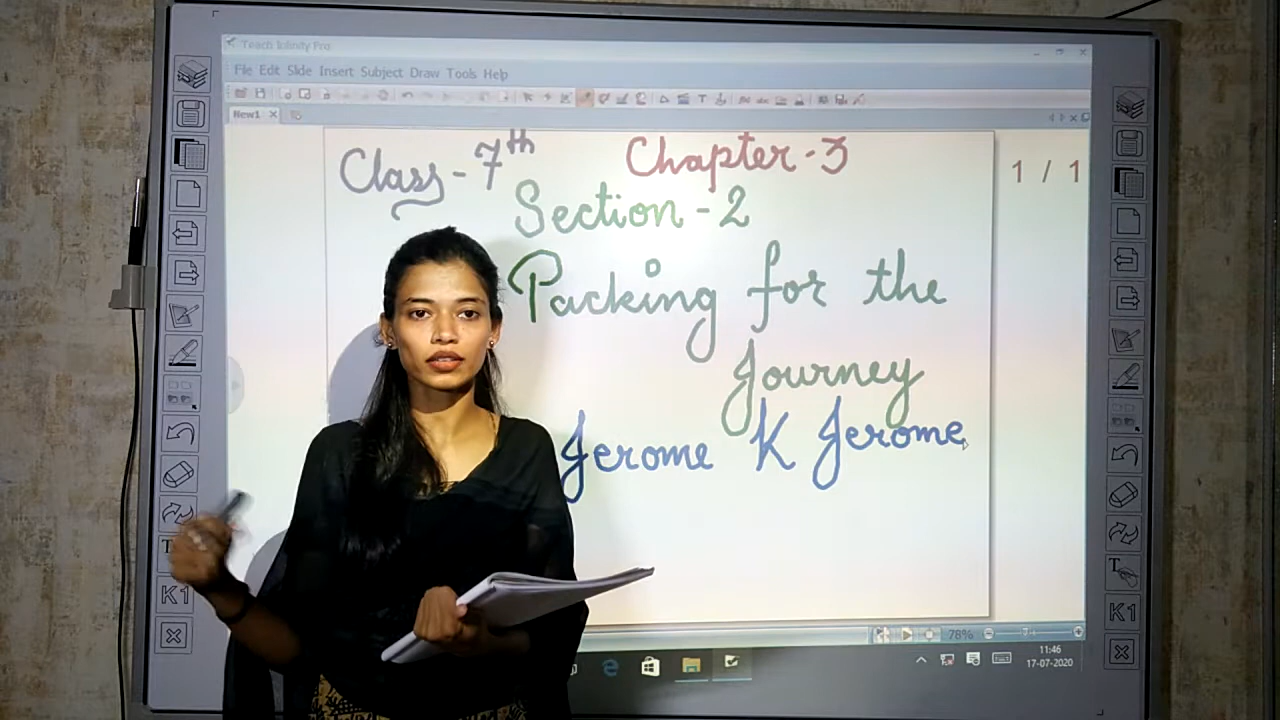 Teach Infinity Pro
File Edit Slide Insert Subject Draw Tools Help
New1
Class - 7th Chapter - 3
1 / 1
Section - 2
Packing for the
Journey
Jerome K Jerome
K1
K1
78%
11:46
17-07-2020